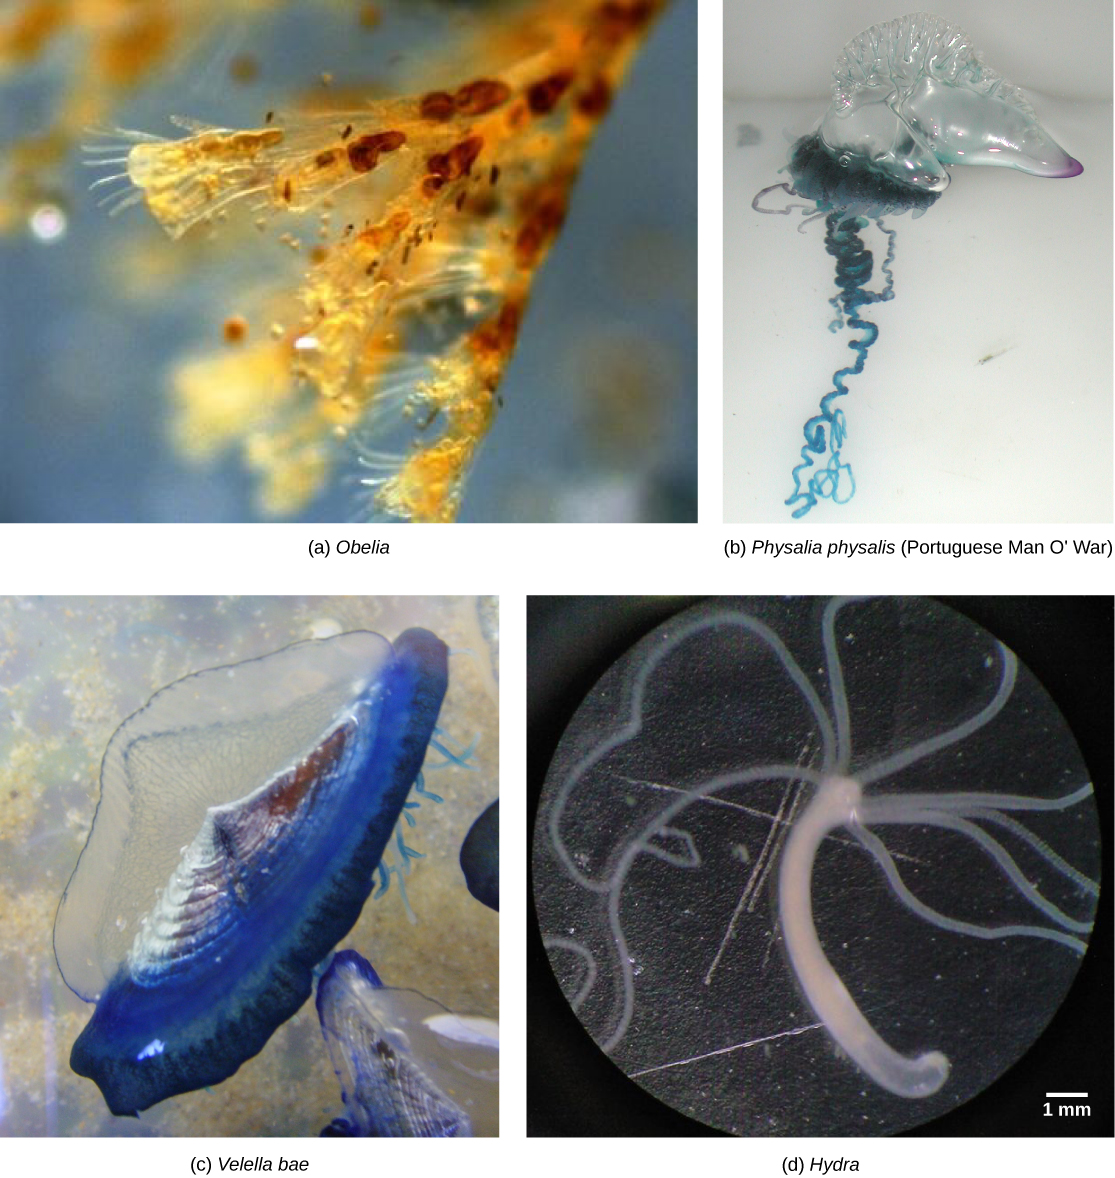 (a) Obelia
(b) Physalia physalis (Portuguese Man O' War)
1 mm
(c) Velella bae
(d) Hydra